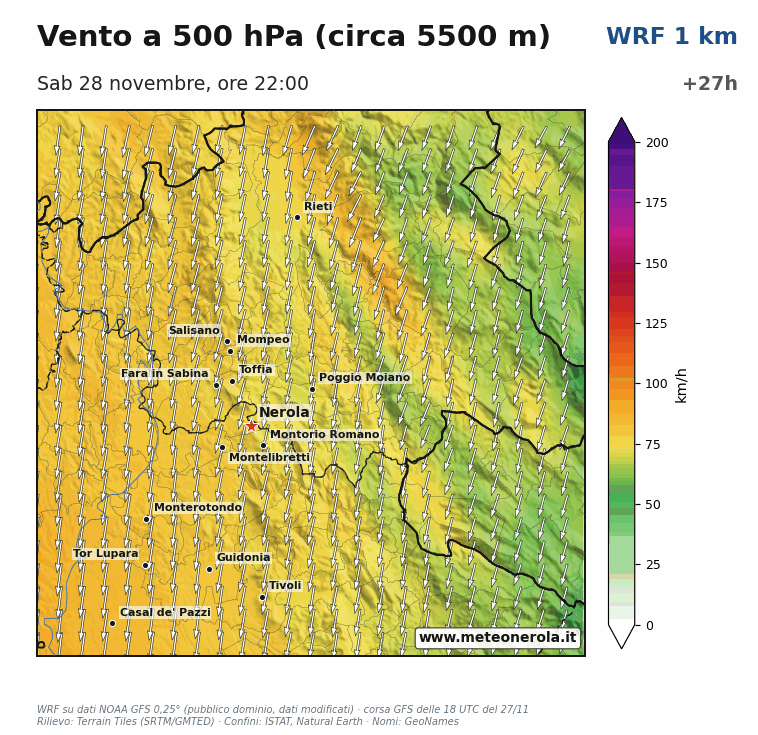 Vento a 500 hPa (circa 5500 m)
WRF 1 km
Sab 28 novembre, ore 22:00
+27h
Rieti
Salisano
Mompeo
Fara in Sabina
Toffia
Poggio Moiano
Nerola
Montorio Romano
Montelibretti
Monterotondo
Tor Lupara
Guidonia
Tivoli
Casal de' Pazzi
www.meteonerola.it
200
175
150
125
100
75
50
25
0
km/h
WRF su dati NOAA GFS 0,25° (pubblico dominio, dati modificati) · corsa GFS delle 18 UTC del 27/11
Rilievo: Terrain Tiles (SRTM/GMTED) · Confini: ISTAT, Natural Earth · Nomi: GeoNames